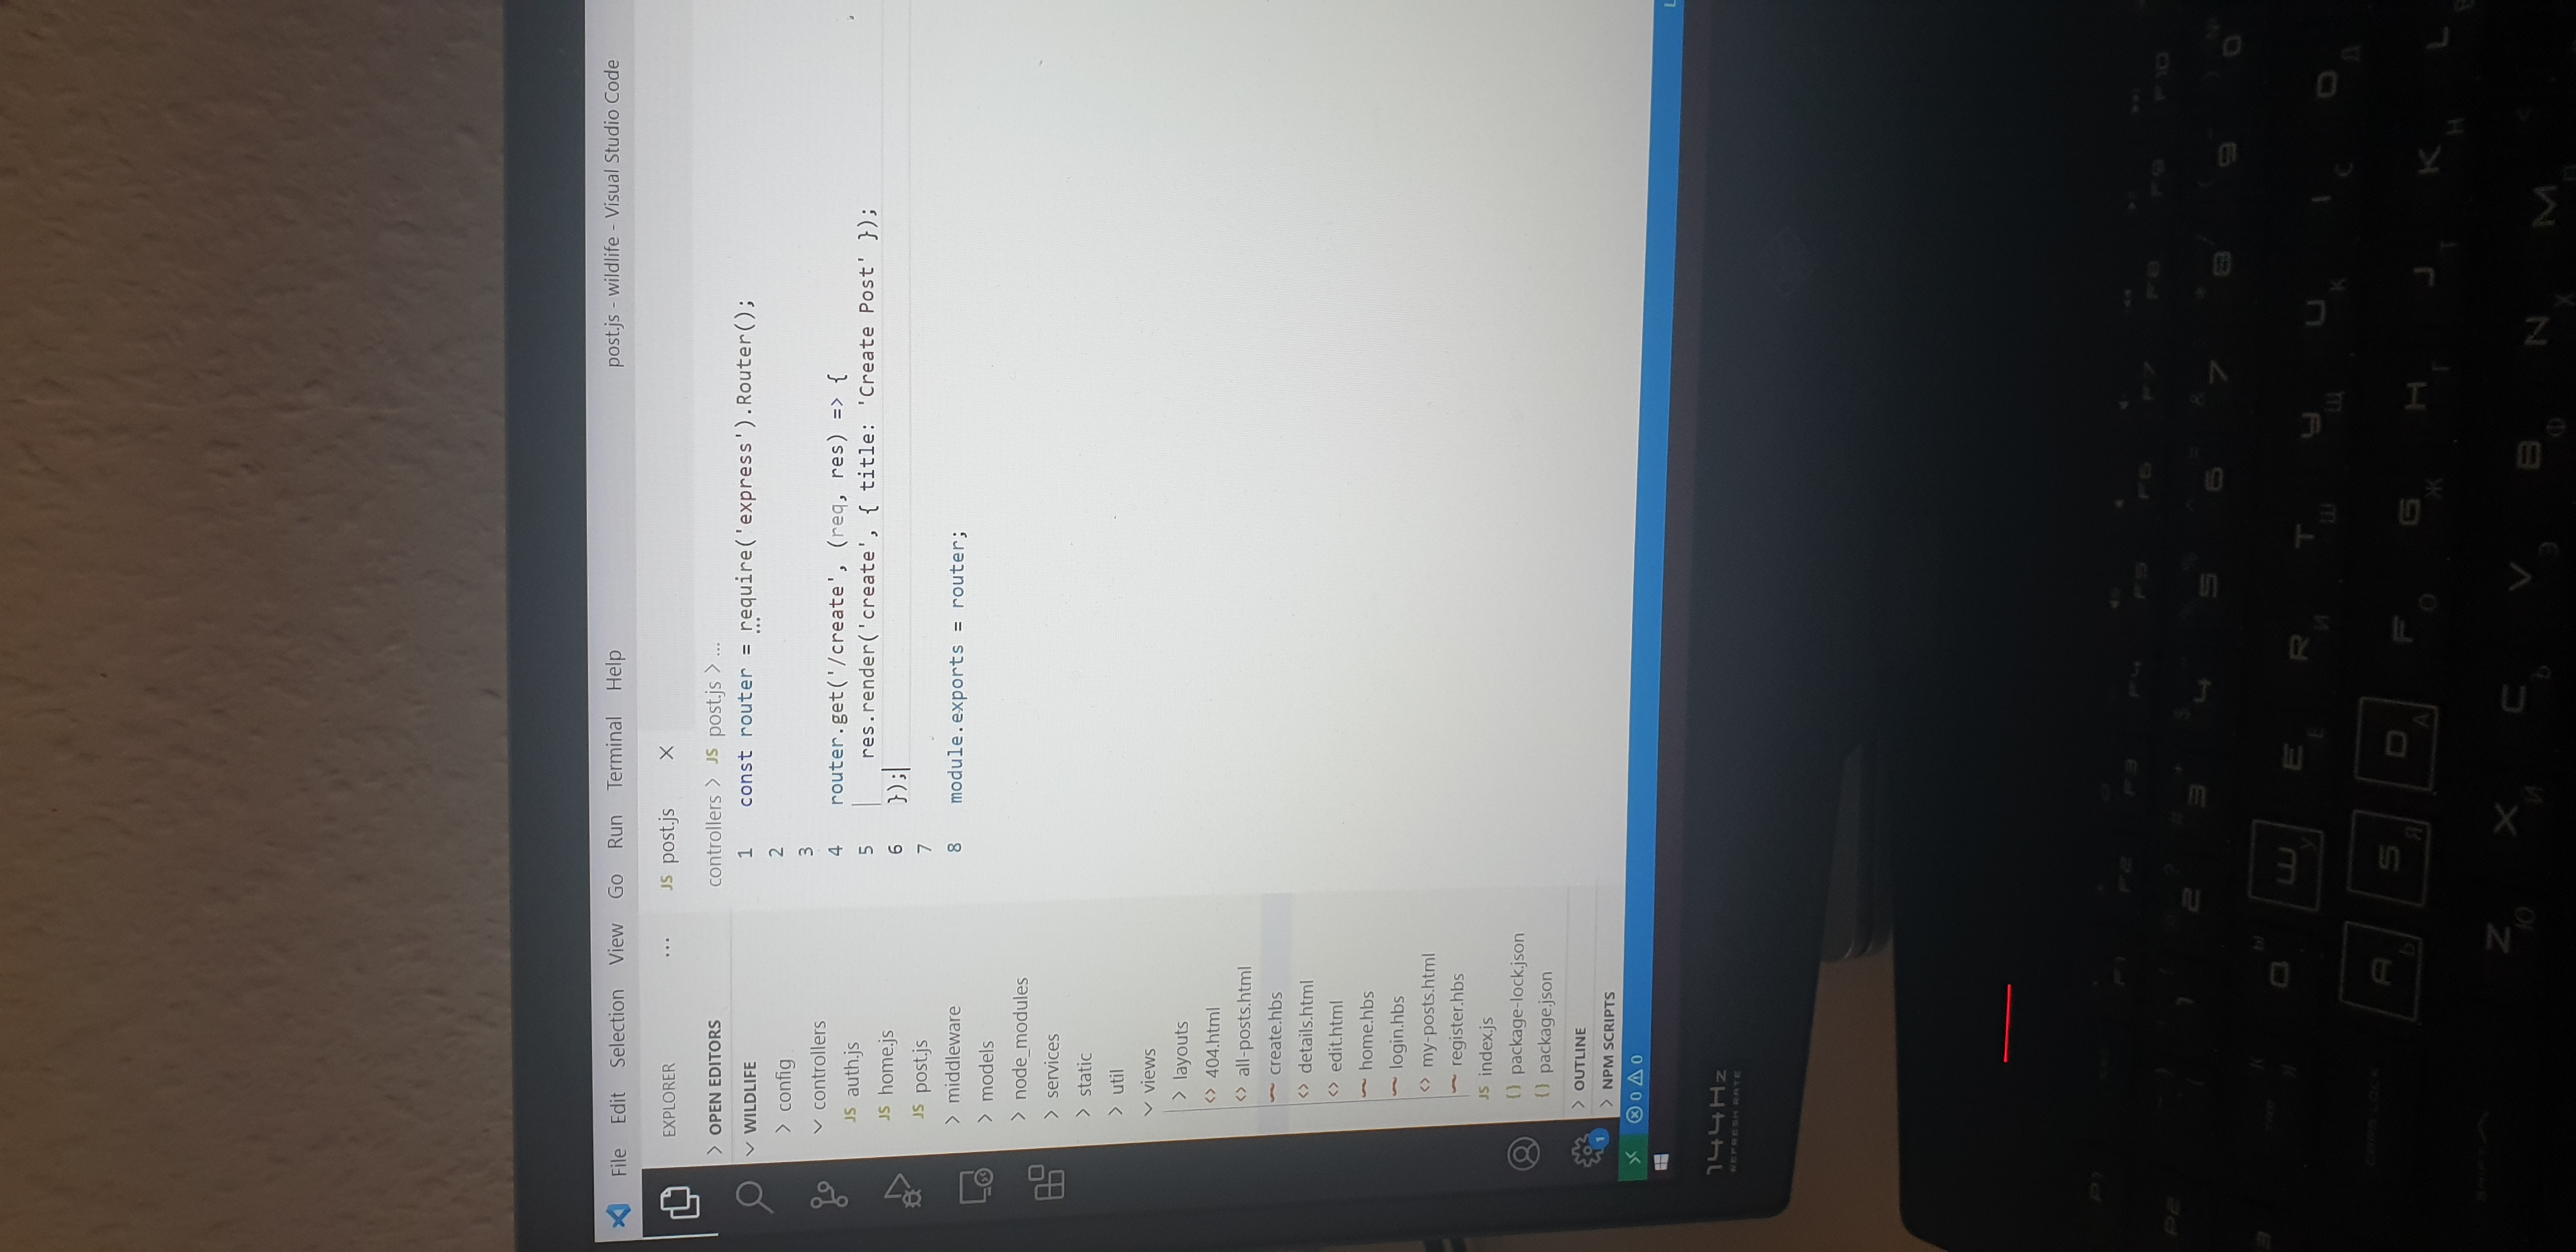 File Edit Selection View Go Run Terminal Help post.js - wildlife - Visual Studio Code
EXPLORER ...
JS post.js ×
> OPEN EDITORS
controllers > JS post.js > ...
WILDLIFE
config
controllers
JS auth.js
JS home.js
JS post.js
middleware
models
node_modules
services
static
util
views
layouts
404.html
all-posts.html
create.hbs
details.html
edit.html
home.hbs
login.hbs
my-posts.html
register.hbs
JS index.js
{} package-lock.json
{} package.json
OUTLINE
NPM SCRIPTS
1 const router = require('express').Router();
2
3
4 router.get('/create', (req, res) => {
5 res.render('create', { title: 'Create Post' });
6 });
7
8 module.exports = router;
1
0 0
144Hz
REFRESH RATE
F1 F2 F3 F4 F5 F6 F7 F8 F9 F10
P2 1 2 3 4 5 6 7 8 9 0
Q W E R T Y U I O
CAPS LOCK A S D F G H J K L
SHIFT Z X C V B N M